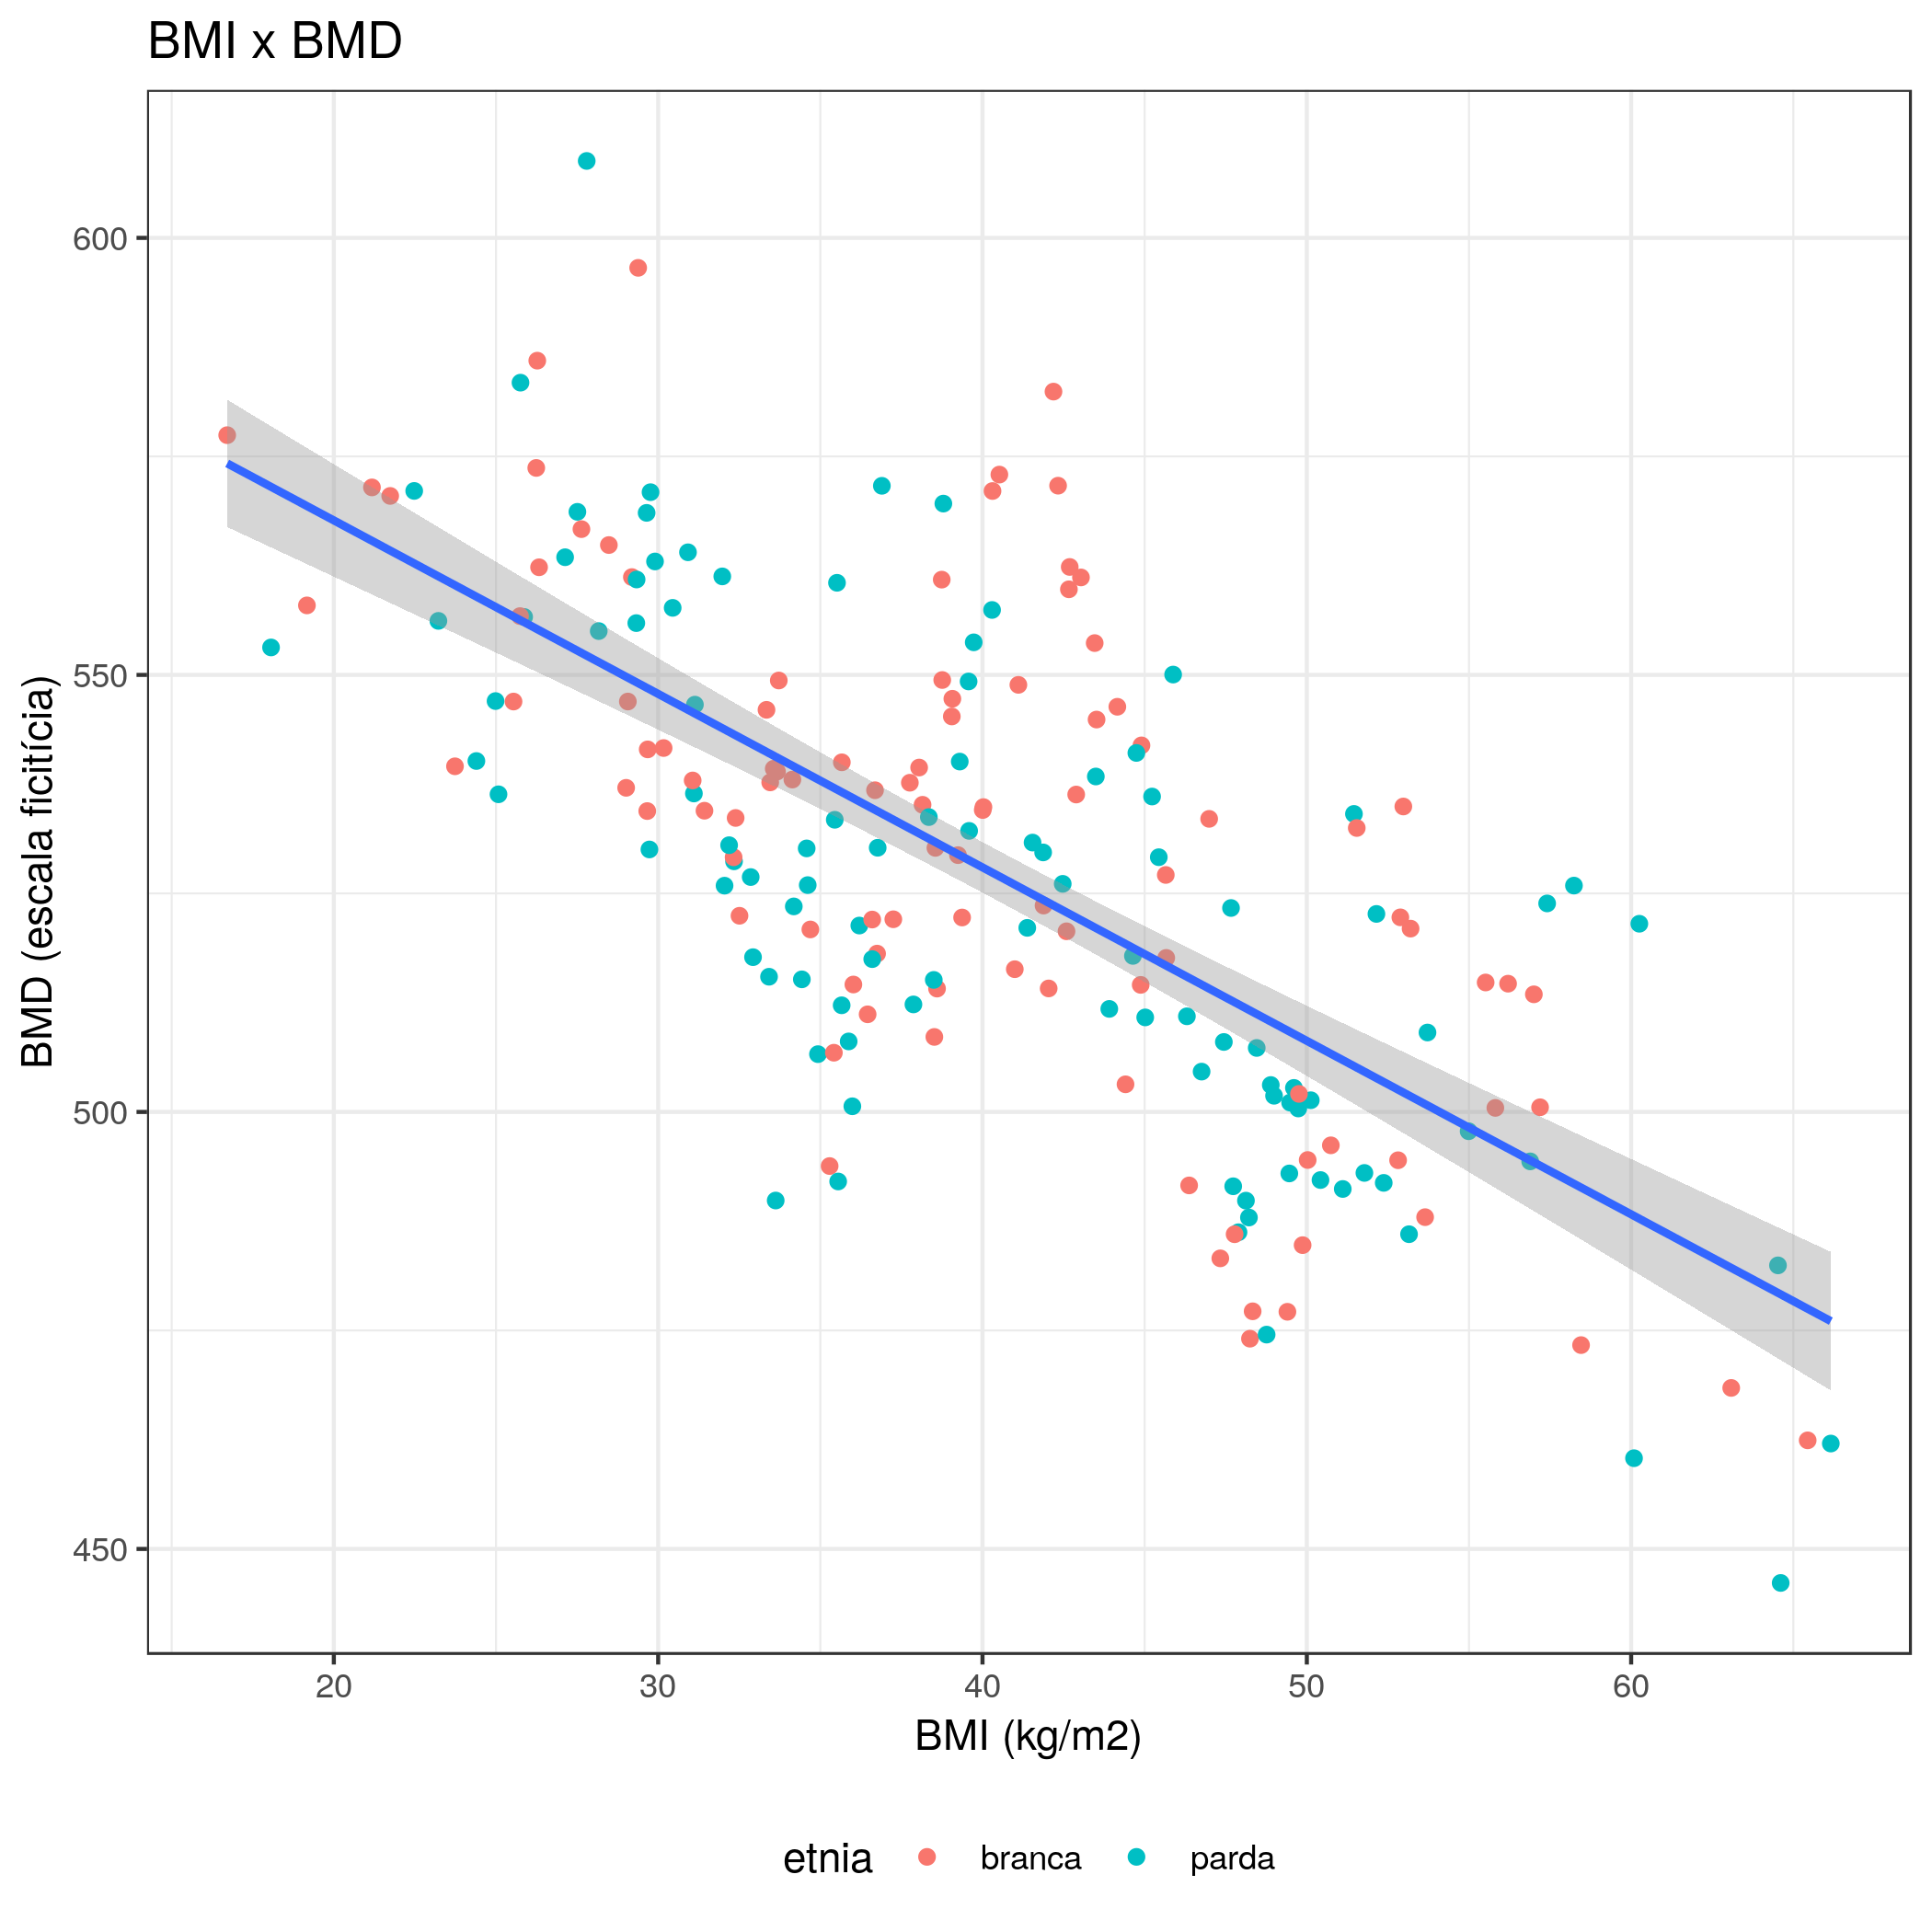 BMI x BMD
BMD (escala ficitícia)
600
550
500
450
20 30 40 50 60
BMI (kg/m2)
etnia branca parda